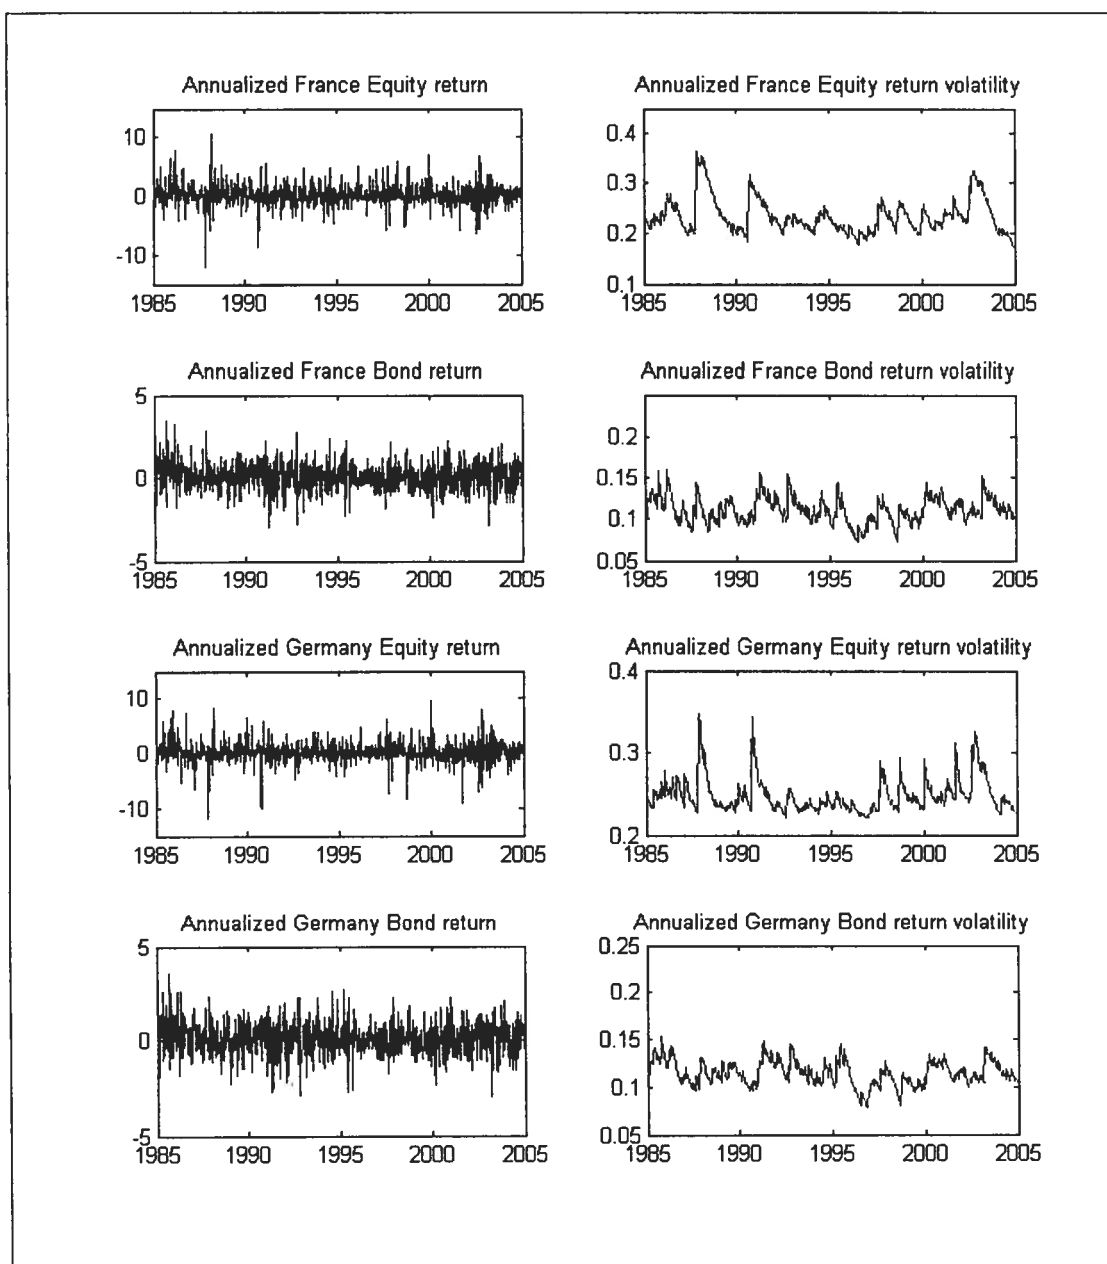 Annualized France Equity return
10
0
-10
1985 1990 1995 2000 2005
Annualized France Equity return volatility
0.4
0.3
0.2
0.1
1985 1990 1995 2000 2005
Annualized France Bond return
5
0
-5
1985 1990 1995 2000 2005
Annualized France Bond return volatility
0.2
0.15
0.1
0.05
1985 1990 1995 2000 2005
Annualized Germany Equity return
10
0
-10
1985 1990 1995 2000 2005
Annualized Germany Equity return volatility
0.4
0.3
0.2
1985 1990 1995 2000 2005
Annualized Germany Bond return
5
0
-5
1985 1990 1995 2000 2005
Annualized Germany Bond return volatility
0.25
0.2
0.15
0.1
0.05
1985 1990 1995 2000 2005